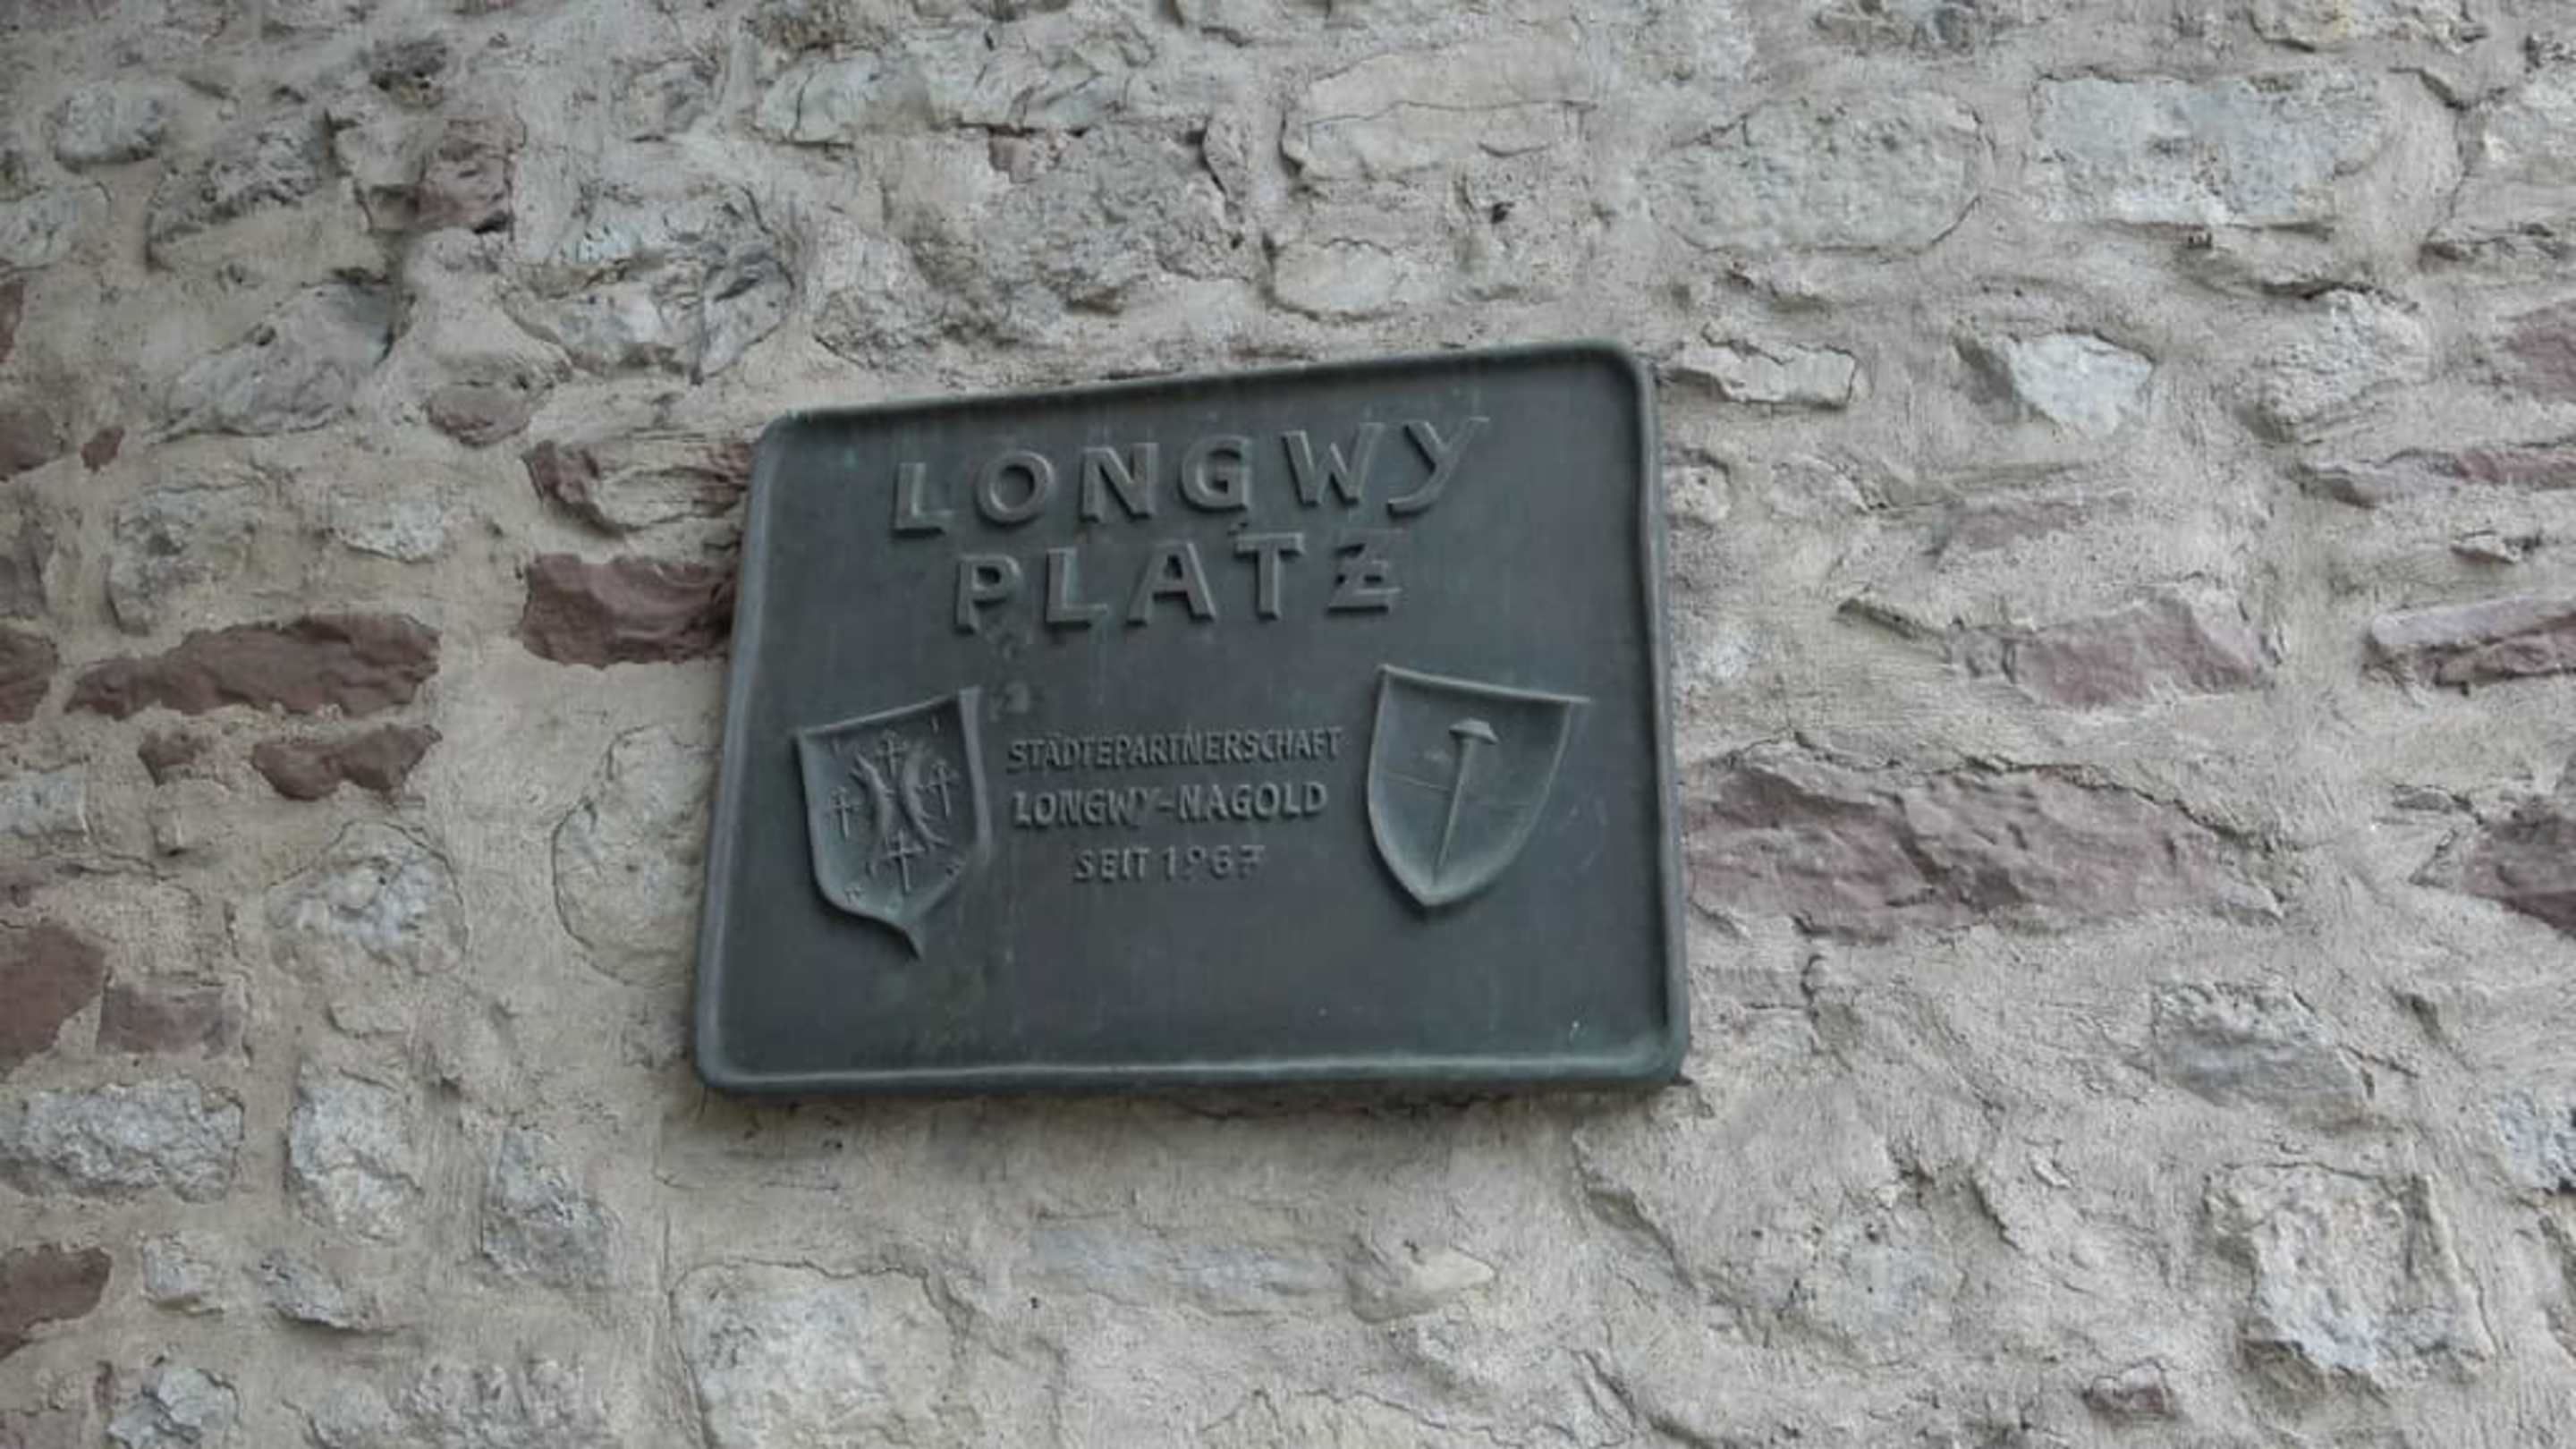 LONGWY
PLATZ
STÄDTEPARTNERSCHAFT
LONGWY-NAGOLD
SEIT 1967